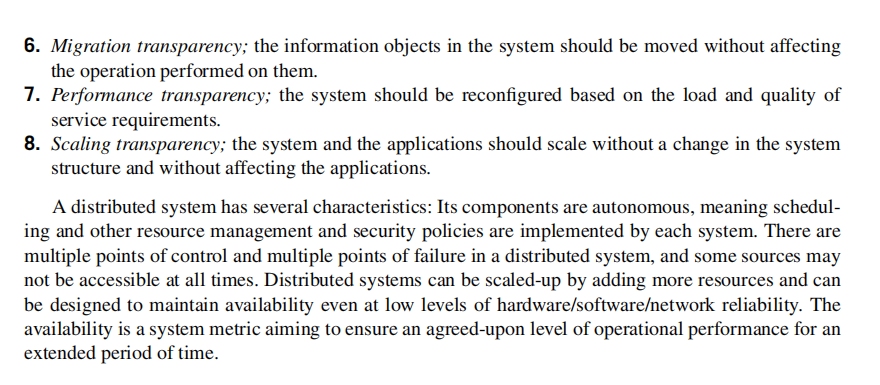 6. Migration transparency; the information objects in the system should be moved without affecting
the operation performed on them.
7. Performance transparency; the system should be reconfigured based on the load and quality of
service requirements.
8. Scaling transparency; the system and the applications should scale without a change in the system
structure and without affecting the applications.
A distributed system has several characteristics: Its components are autonomous, meaning schedul-
ing and other resource management and security policies are implemented by each system. There are
multiple points of control and multiple points of failure in a distributed system, and some sources may
not be accessible at all times. Distributed systems can be scaled-up by adding more resources and can
be designed to maintain availability even at low levels of hardware/software/network reliability. The
availability is a system metric aiming to ensure an agreed-upon level of operational performance for an
extended period of time.